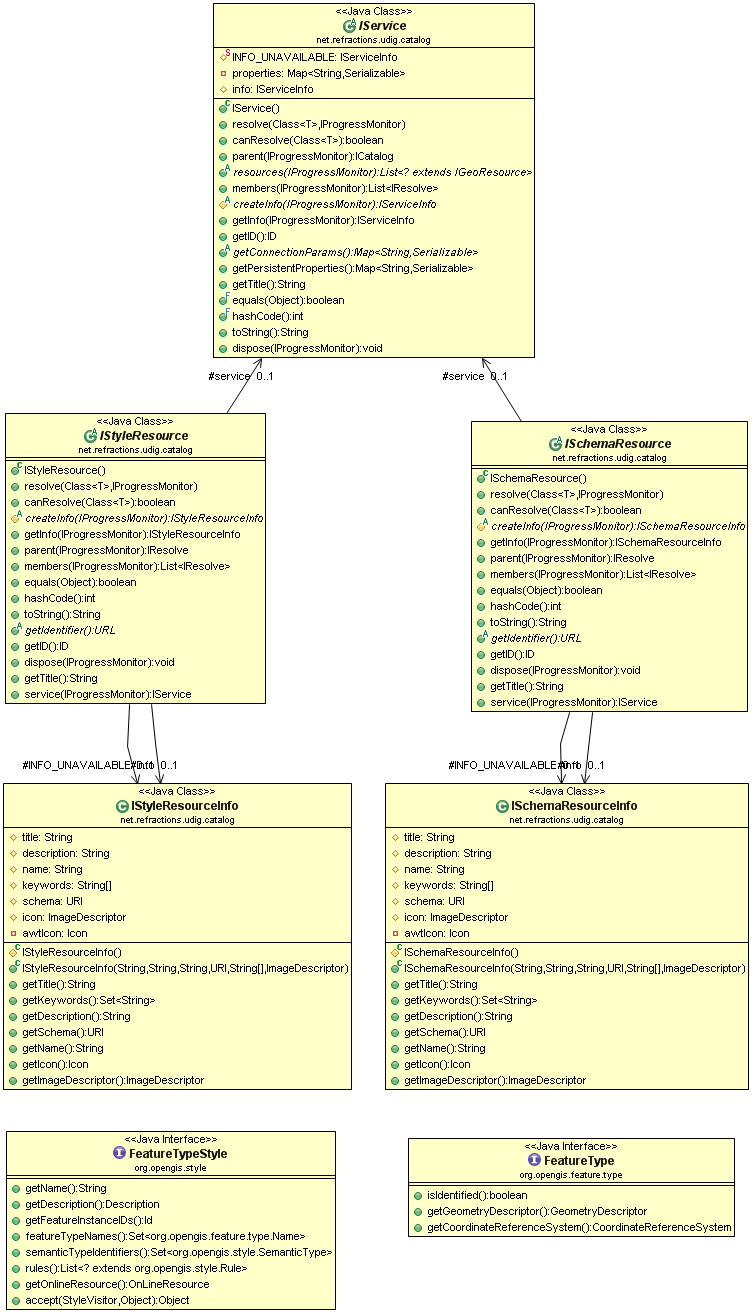 <<Java Class>>
IService
net.refractions.udig.catalog
INFO_UNAVAILABLE: IServiceInfo
properties: Map<String,Serializable>
info: IServiceInfo
IService()
resolve(Class<T>,IProgressMonitor)
canResolve(Class<T>):boolean
parent(IProgressMonitor):ICatalog
resources(IProgressMonitor):List<? extends IGeoResource>
members(IProgressMonitor):List<IResolve>
createInfo(IProgressMonitor):IServiceInfo
getInfo(IProgressMonitor):IServiceInfo
getID():ID
getConnectionParams():Map<String,Serializable>
getPersistentProperties():Map<String,Serializable>
getTitle():String
equals(Object):boolean
hashCode():int
toString():String
dispose(IProgressMonitor):void
#service 0..1
#service 0..1
<<Java Class>>
IStyleResource
net.refractions.udig.catalog
IStyleResource()
resolve(Class<T>,IProgressMonitor)
canResolve(Class<T>):boolean
createInfo(IProgressMonitor):IStyleResourceInfo
getInfo(IProgressMonitor):IStyleResourceInfo
parent(IProgressMonitor):IResolve
members(IProgressMonitor):List<IResolve>
equals(Object):boolean
hashCode():int
toString():String
getIdentifier():URL
getID():ID
dispose(IProgressMonitor):void
getTitle():String
service(IProgressMonitor):IService
<<Java Class>>
ISchemaResource
net.refractions.udig.catalog
ISchemaResource()
resolve(Class<T>,IProgressMonitor)
canResolve(Class<T>):boolean
createInfo(IProgressMonitor):ISchemaResourceInfo
getInfo(IProgressMonitor):ISchemaResourceInfo
parent(IProgressMonitor):IResolve
members(IProgressMonitor):List<IResolve>
equals(Object):boolean
hashCode():int
toString():String
getIdentifier():URL
getID():ID
dispose(IProgressMonitor):void
getTitle():String
service(IProgressMonitor):IService
#INFO_UNAVAILABLE 0..1
#INFO_UNAVAILABLE 0..1
<<Java Class>>
IStyleResourceInfo
net.refractions.udig.catalog
title: String
description: String
name: String
keywords: String[]
schema: URI
icon: ImageDescriptor
awtIcon: Icon
IStyleResourceInfo()
IStyleResourceInfo(String,String,String,URI,String[],ImageDescriptor)
getTitle():String
getKeywords():Set<String>
getDescription():String
getSchema():URI
getName():String
getIcon():Icon
getImageDescriptor():ImageDescriptor
<<Java Class>>
ISchemaResourceInfo
net.refractions.udig.catalog
title: String
description: String
name: String
keywords: String[]
schema: URI
icon: ImageDescriptor
awtIcon: Icon
ISchemaResourceInfo()
ISchemaResourceInfo(String,String,String,URI,String[],ImageDescriptor)
getTitle():String
getKeywords():Set<String>
getDescription():String
getSchema():URI
getName():String
getIcon():Icon
getImageDescriptor():ImageDescriptor
<<Java Interface>>
FeatureTypeStyle
org.opengis.style
getName():String
getDescription():Description
getFeatureInstanceIDs():Id
featureTypeNames():Set<org.opengis.feature.type.Name>
semanticTypeIdentifiers():Set<org.opengis.style.SemanticType>
rules():List<? extends org.opengis.style.Rule>
getOnlineResource():OnLineResource
accept(StyleVisitor,Object):Object
<<Java Interface>>
FeatureType
org.opengis.feature.type
isIdentified():boolean
getGeometryDescriptor():GeometryDescriptor
getCoordinateReferenceSystem():CoordinateReferenceSystem